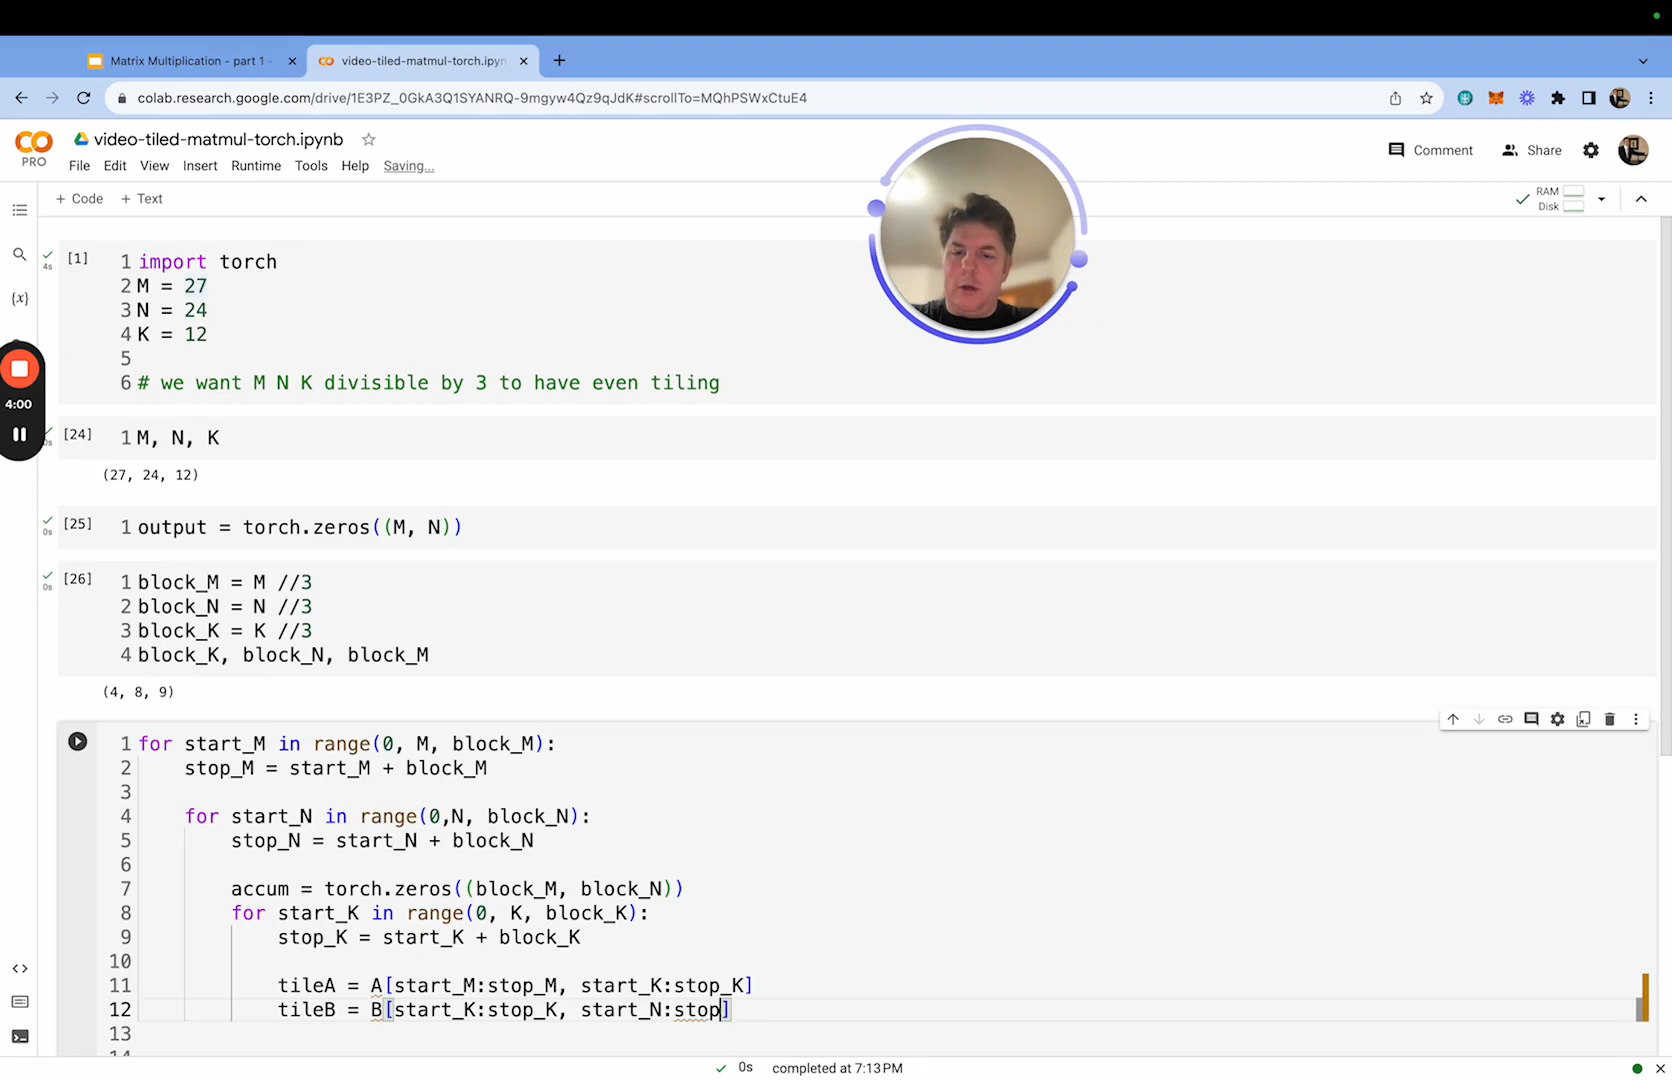 Matrix Multiplication - part 1 -
video-tiled-matmul-torch.ipyn
colab.research.google.com/drive/1E3PZ_0GkA3Q1SYANRQ-9mgyw4Qz9qJdK#scrollTo=MQhPSWxCtuE4
CO
PRO
video-tiled-matmul-torch.ipynb
File Edit View Insert Runtime Tools Help Saving...
Comment Share
+ Code + Text
RAM
Disk
[1]
4s
1 import torch
2 M = 27
3 N = 24
4 K = 12
5
6 # we want M N K divisible by 3 to have even tiling
4:00
[24] 1 M, N, K
0s
(27, 24, 12)
[25] 1 output = torch.zeros((M, N))
0s
[26] 1 block_M = M //3
0s
2 block_N = N //3
3 block_K = K //3
4 block_K, block_N, block_M
(4, 8, 9)
1 for start_M in range(0, M, block_M):
2 stop_M = start_M + block_M
3
4 for start_N in range(0,N, block_N):
5 stop_N = start_N + block_N
6
7 accum = torch.zeros((block_M, block_N))
8 for start_K in range(0, K, block_K):
9 stop_K = start_K + block_K
10
11 tileA = A[start_M:stop_M, start_K:stop_K]
12 tileB = B[start_K:stop_K, start_N:stop]
13
14
0s completed at 7:13 PM